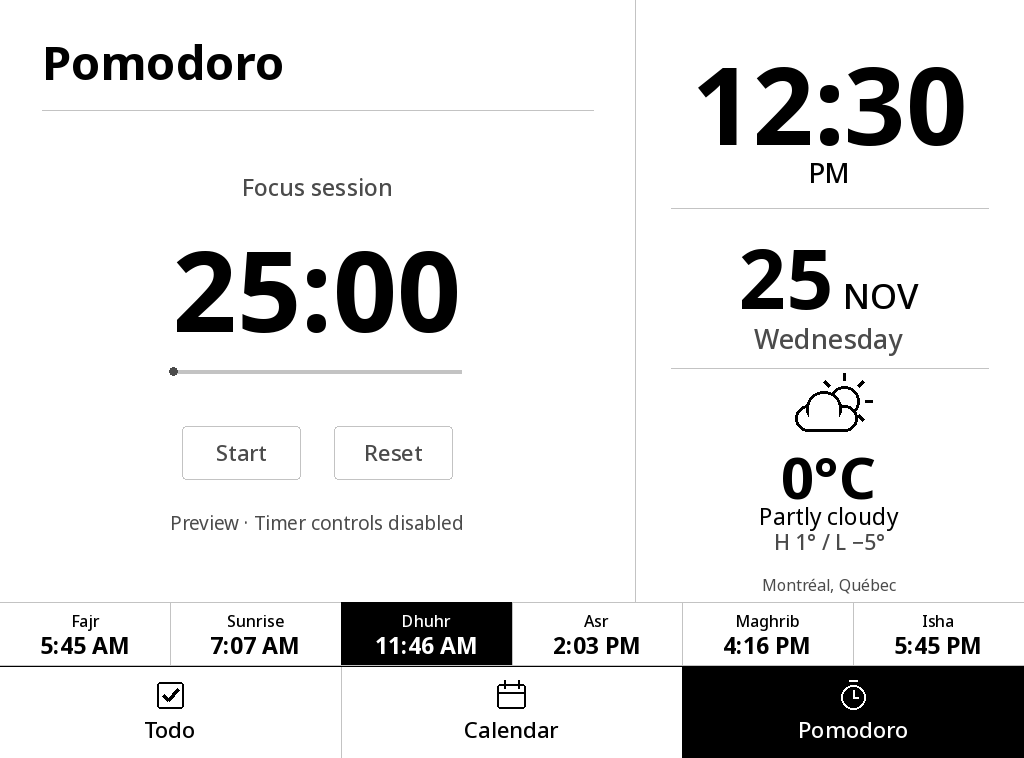 Pomodoro
Focus session
25:00
Start
Reset
Preview · Timer controls disabled
12:30
PM
25 NOV
Wednesday
0°C
Partly cloudy
H 1° / L −5°
Montréal, Québec
Fajr
5:45 AM
Sunrise
7:07 AM
Dhuhr
11:46 AM
Asr
2:03 PM
Maghrib
4:16 PM
Isha
5:45 PM
Todo
Calendar
Pomodoro